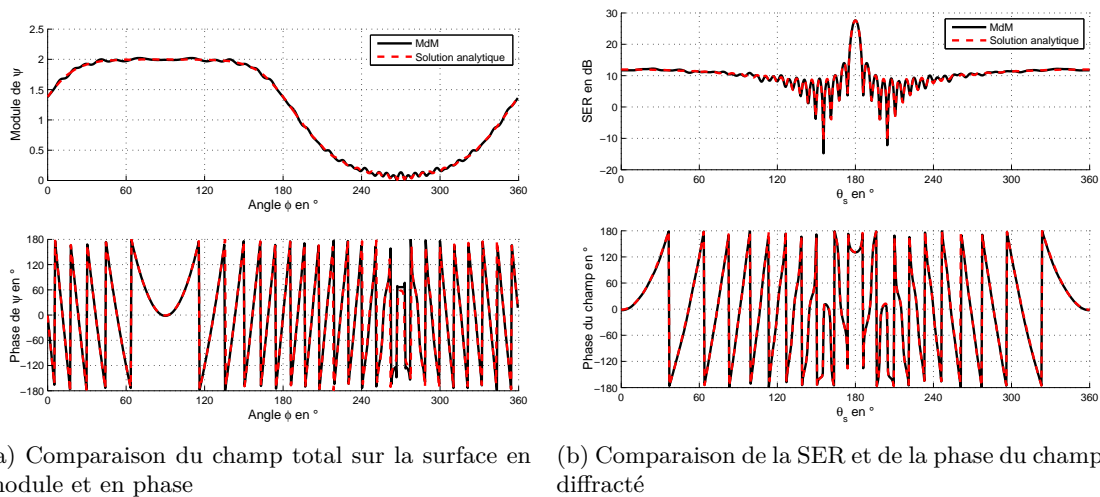 2.5
2
1.5
1
0.5
0
Module de ψ
0 60 120 180 240 300 360
Angle ϕ en °
MdM
Solution analytique
180
120
60
0
−60
−120
−180
Phase de ψ en °
0 60 120 180 240 300 360
Angle ϕ en °
30
20
10
0
−10
−20
SER en dB
0 60 120 180 240 300 360
θs en °
MdM
Solution analytique
180
120
60
0
−60
−120
−180
Phase du champ en °
0 60 120 180 240 300 360
θs en °
a) Comparaison du champ total sur la surface en
module et en phase
(b) Comparaison de la SER et de la phase du champ
diffracté